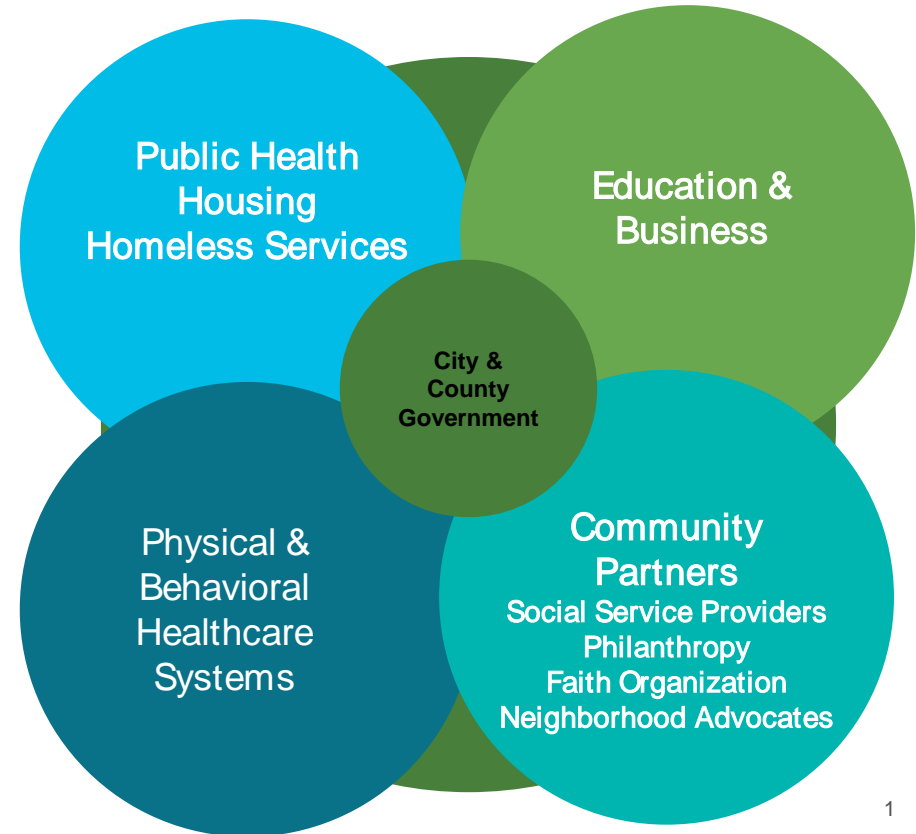 Public Health
Housing
Homeless Services
Education &
Business
City &
County
Government
Physical &
Behavioral
Healthcare
Systems
Community
Partners
Social Service Providers
Philanthropy
Faith Organization
Neighborhood Advocates
1